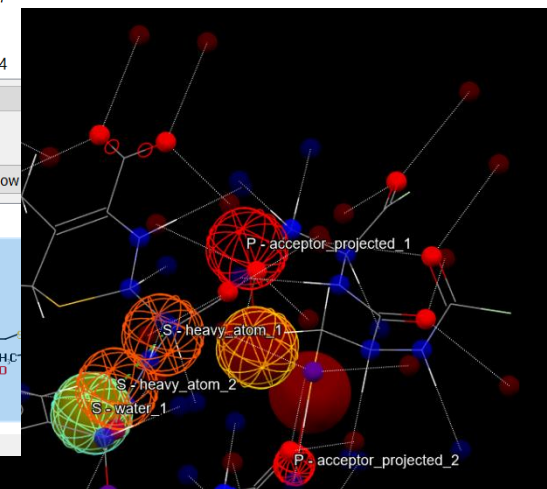 4
ow
P - acceptor_projected_1
S - heavy_atom_1
S - heavy_atom_2
S - water_1
P - acceptor_projected_2